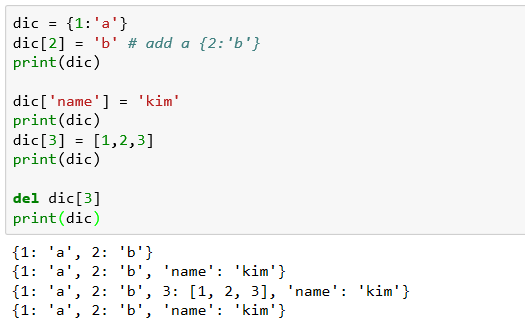 dic = {1:'a'}
dic[2] = 'b' # add a {2:'b'}
print(dic)
dic['name'] = 'kim'
print(dic)
dic[3] = [1,2,3]
print(dic)
del dic[3]
print(dic)
{1: 'a', 2: 'b'}
{1: 'a', 2: 'b', 'name': 'kim'}
{1: 'a', 2: 'b', 3: [1, 2, 3], 'name': 'kim'}
{1: 'a', 2: 'b', 'name': 'kim'}